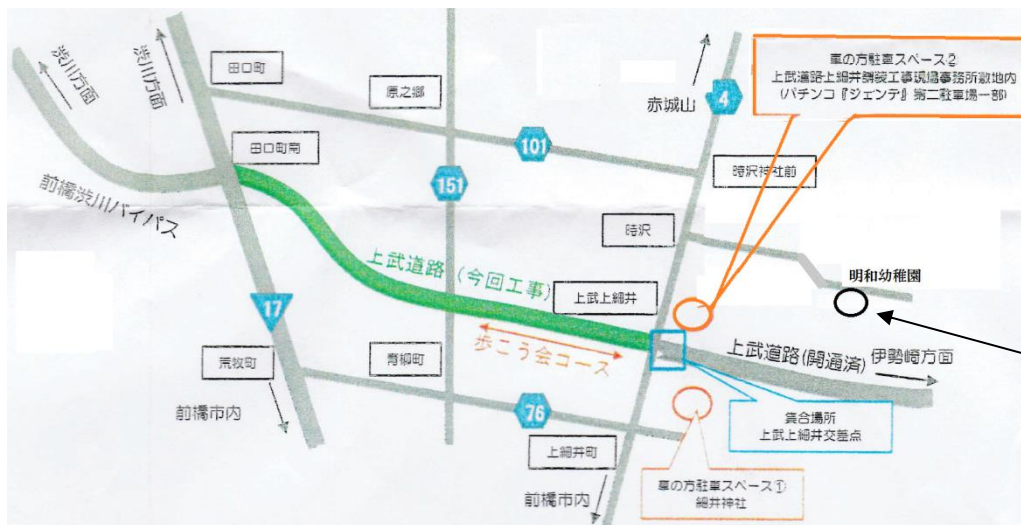 渋川方面
渋川方面
田口町
原之郷
赤城山
4
車の方駐車スペース②
上武道路上細井舗装工事現場事務所敷地内
(パチンコ『ジェンテ』第二駐車場一部)
田口町南
101
151
時沢神社前
前橋渋川バイパス
時沢
上武道路(今回工事)
上武上細井
明和幼稚園
17
歩こう会コース
上武道路(開通済)
伊勢崎方面
荒牧町
青柳町
前橋市内
76
集合場所
上武上細井交差点
上細井町
前橋市内
車の方駐車スペース①
細井神社